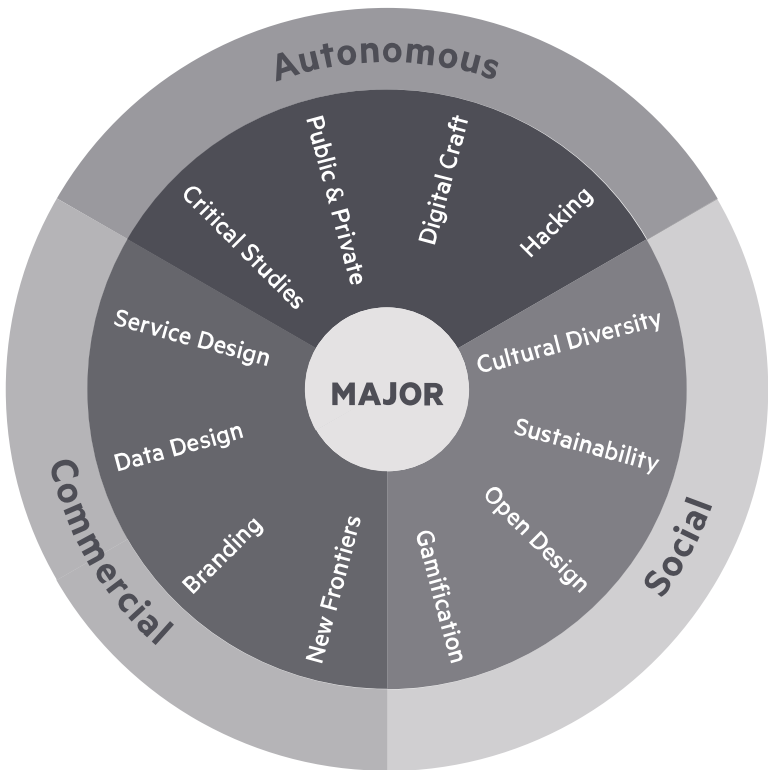 Autonomous
Critical Studies
Public & Private
Digital Craft
Hacking
Service Design
Cultural Diversity
MAJOR
Data Design
Sustainability
Branding
New Frontiers
Gamification
Open Design
Commercial
Social